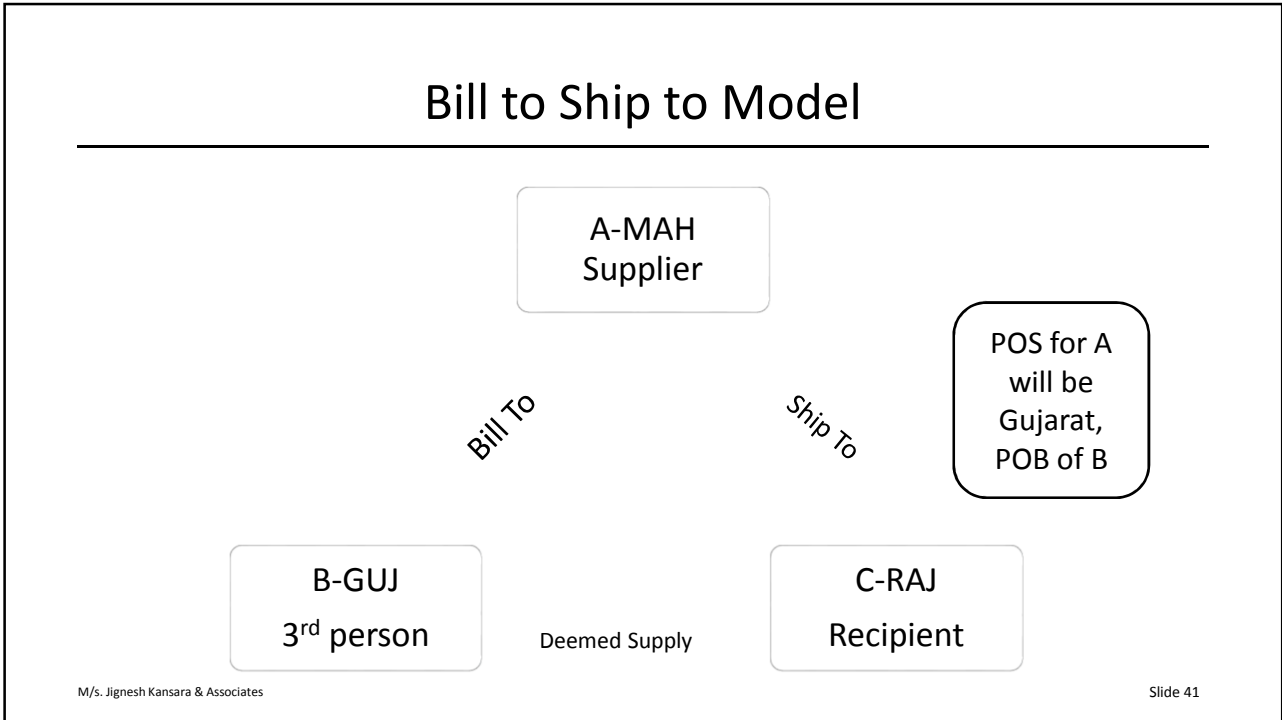 Bill to Ship to Model
A-MAH
Supplier
Bill To
Ship To
POS for A
will be
Gujarat,
POB of B
B-GUJ
3rd person
Deemed Supply
C-RAJ
Recipient
M/s. Jignesh Kansara & Associates
Slide 41